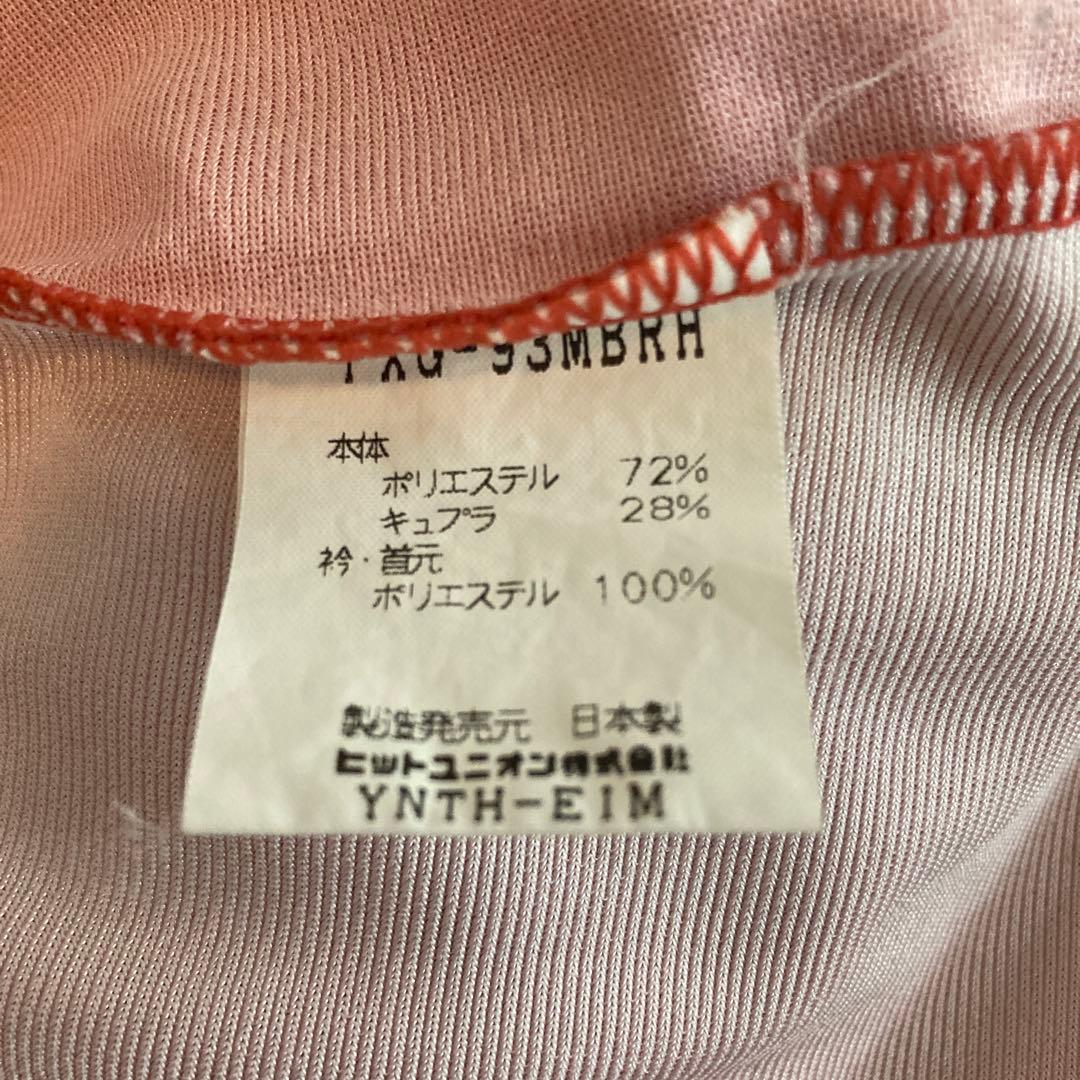 93MBRH
本体
ポリエステル 72%
キュプラ 28%
衿・首元
ポリエステル 100%
製造発売元 日本製
ヒットユニオン株式会社
YNTH-EIM